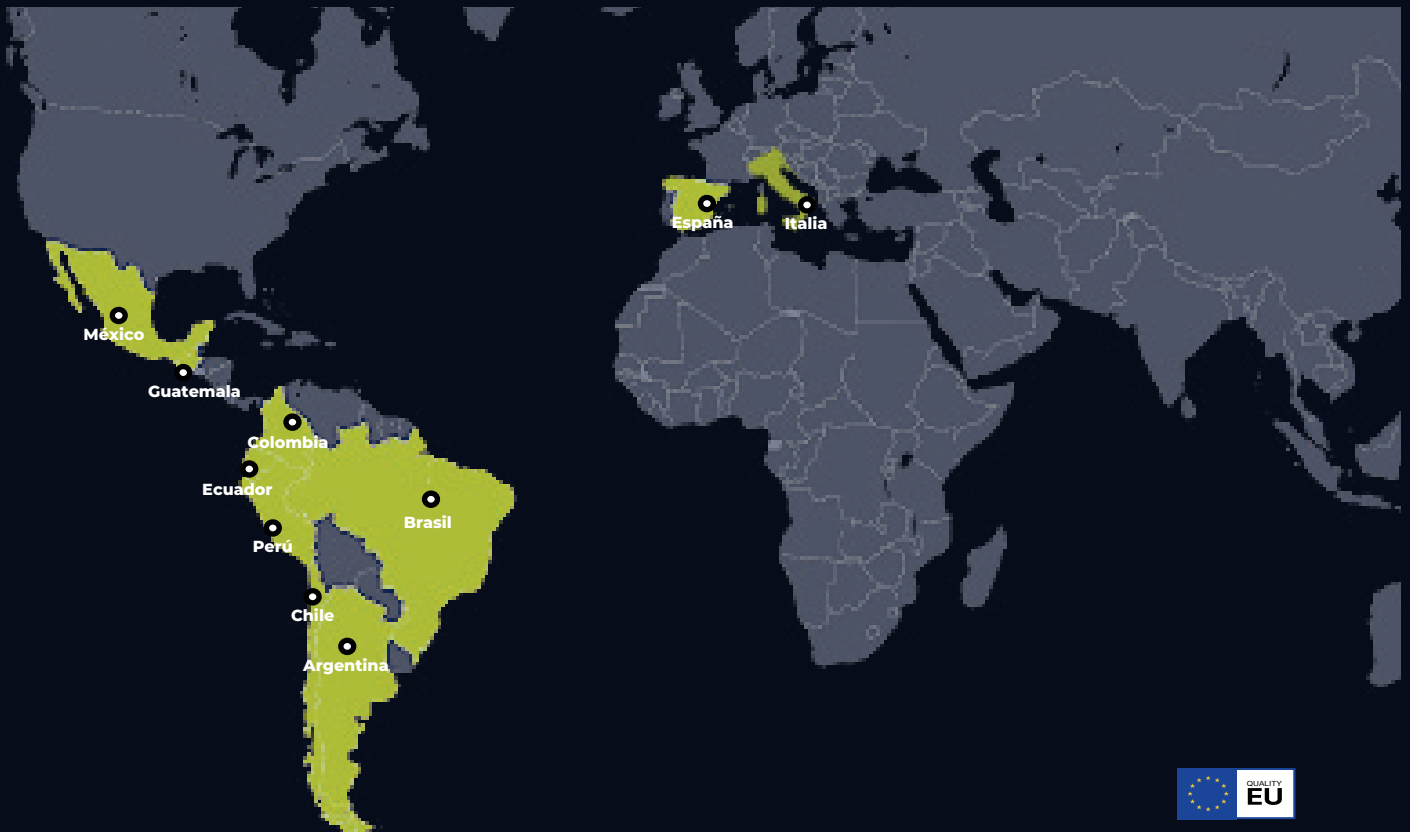 España
Italia
México
Guatemala
Colombia
Ecuador
Brasil
Perú
Chile
Argentina
QUALITY
EU